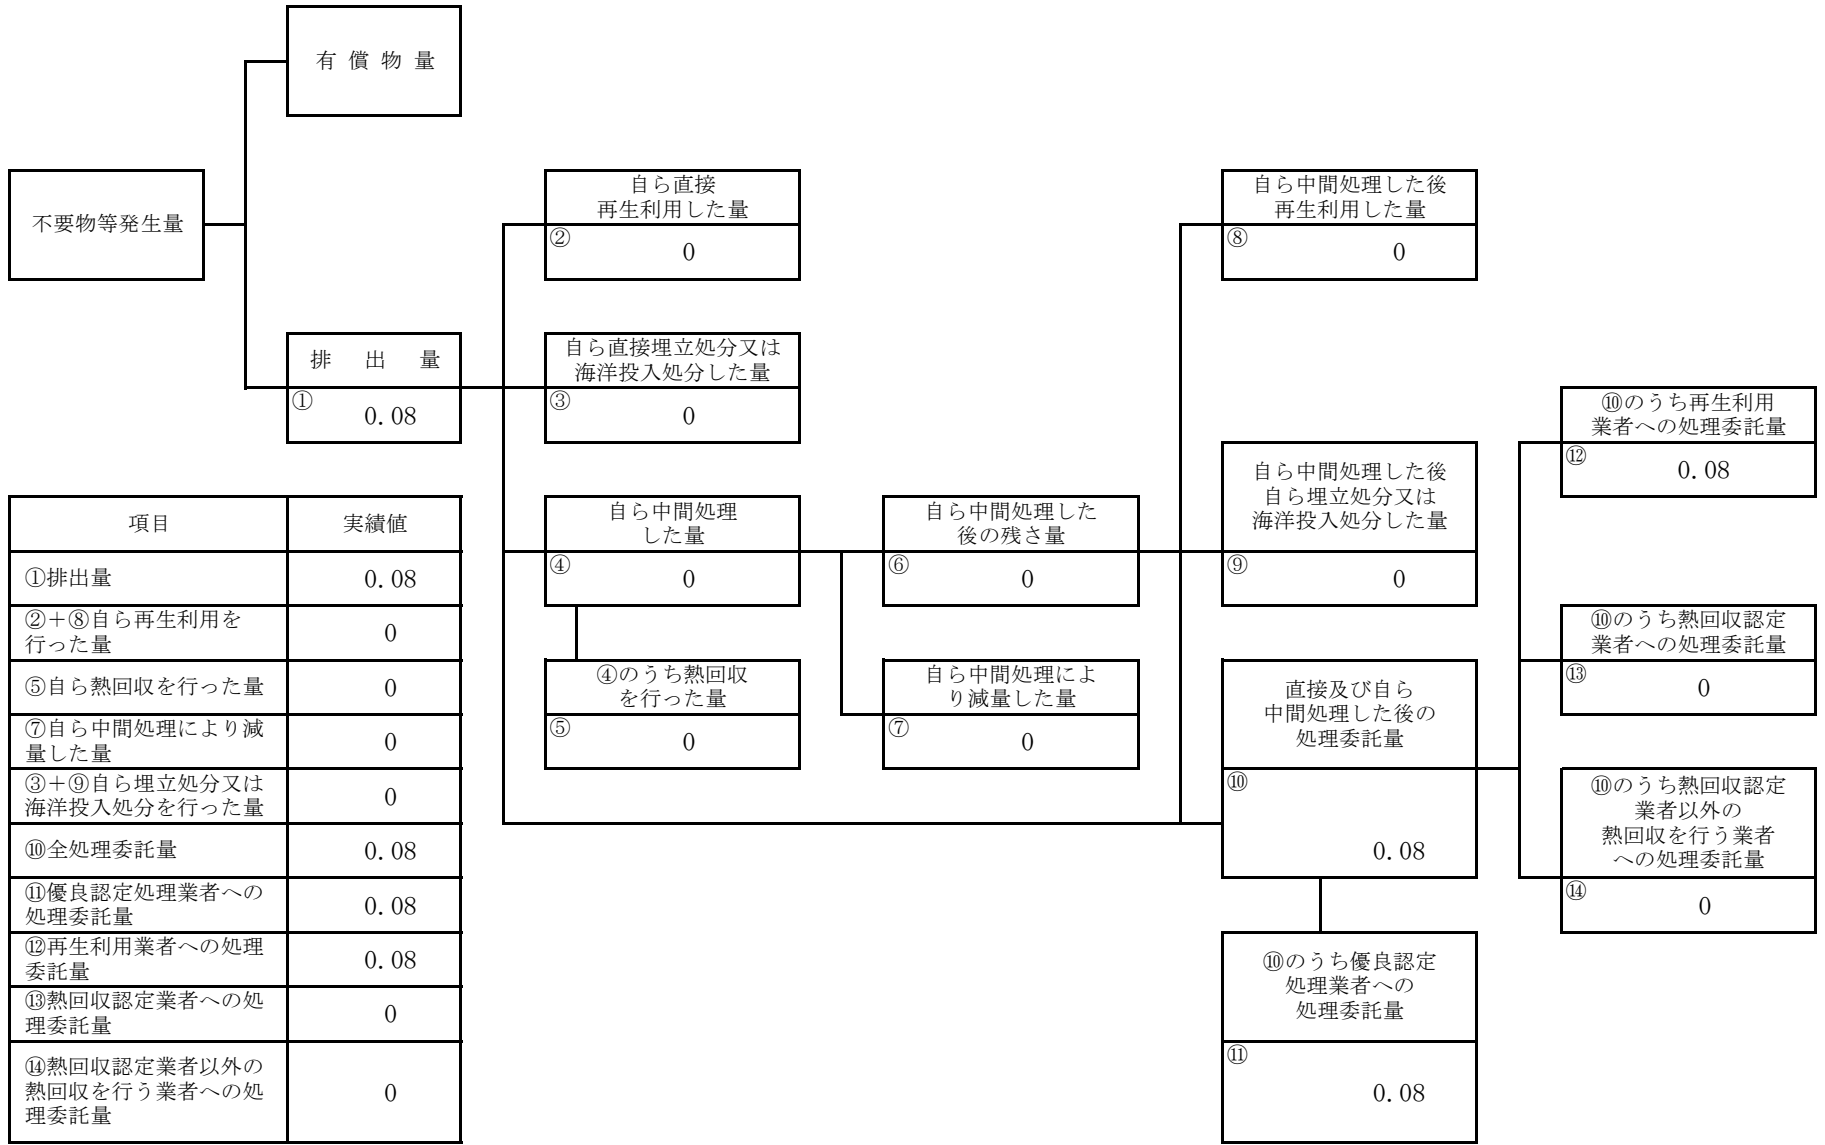 有償物量
不要物等発生量
排出量
①
0.08
自ら直接
再生利用した量
②
0
自ら直接埋立処分又は
海洋投入処分した量
③
0
自ら中間処理
した量
④
0
④のうち熱回収
を行った量
⑤
0
自ら中間処理した
後の残さ量
⑥
0
自ら中間処理によ
り減量した量
⑦
0
自ら中間処理した後
再生利用した量
⑧
0
自ら中間処理した後
自ら埋立処分又は
海洋投入処分した量
⑨
0
直接及び自ら
中間処理した後の
処理委託量
⑩
0.08
⑩のうち優良認定
処理業者への
処理委託量
⑪
0.08
⑩のうち再生利用
業者への処理委託量
⑫
0.08
⑩のうち熱回収認定
業者への処理委託量
⑬
0
⑩のうち熱回収認定
業者以外の
熱回収を行う業者
への処理委託量
⑭
0
項目 実績値
①排出量 0.08
②+⑧自ら再生利用を
行った量
0
⑤自ら熱回収を行った量 0
⑦自ら中間処理により減
量した量
0
③+⑨自ら埋立処分又は
海洋投入処分を行った量
0
⑩全処理委託量 0.08
⑪優良認定処理業者への
処理委託量
0.08
⑫再生利用業者への処理
委託量
0.08
⑬熱回収認定業者への処
理委託量
0
⑭熱回収認定業者以外の
熱回収を行う業者への処
理委託量
0